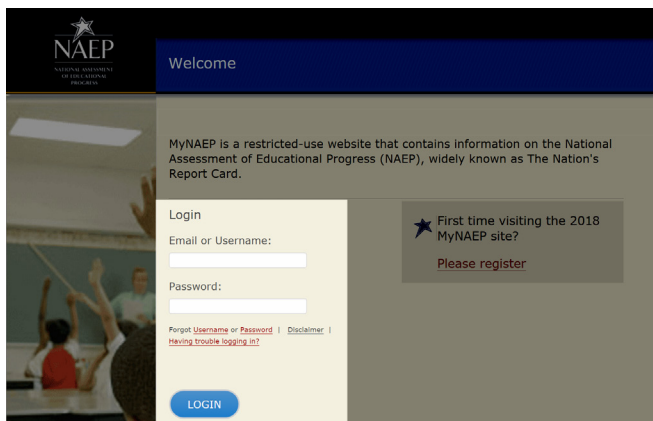 NAEP
NATIONAL ASSESSMENT
OF EDUCATIONAL
PROGRESS
Welcome
MyNAEP is a restricted-use website that contains information on the National
Assessment of Educational Progress (NAEP), widely known as The Nation's
Report Card.
Login
Email or Username:
Password:
Forgot Username or Password | Disclaimer |
Having trouble logging in?
LOGIN
First time visiting the 2018
MyNAEP site?
Please register